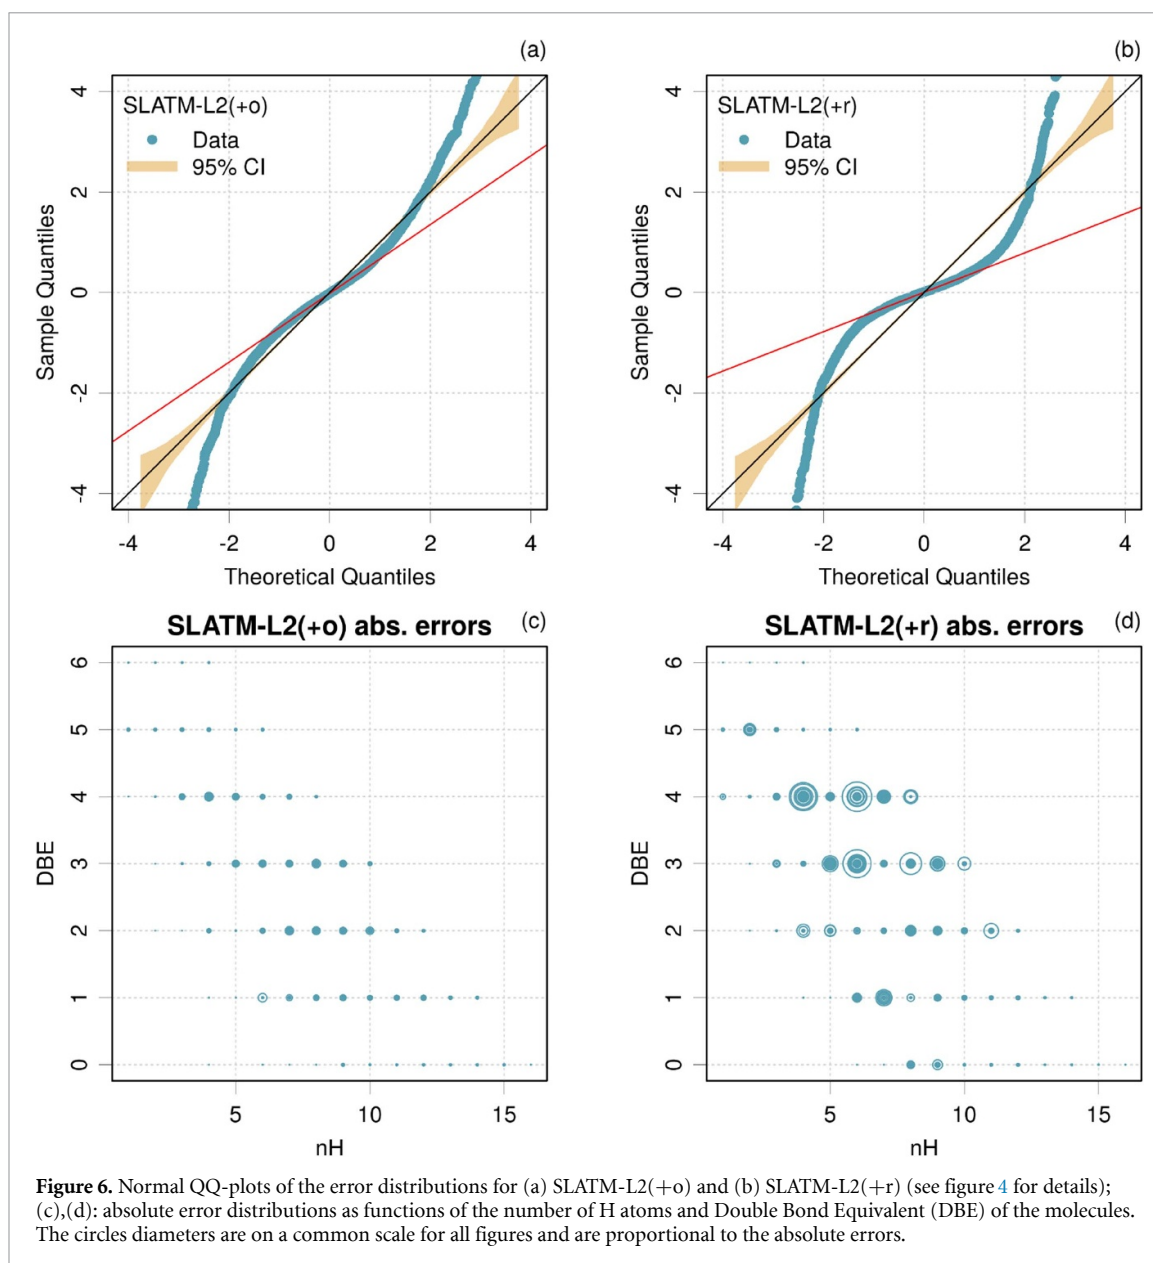 (a)
SLATM-L2(+o)
Data
95% CI
4
2
0
-2
-4
Sample Quantiles
-4
-2
0
2
4
Theoretical Quantiles
(b)
SLATM-L2(+r)
Data
95% CI
4
2
0
-2
-4
Sample Quantiles
-4
-2
0
2
4
Theoretical Quantiles
SLATM-L2(+o) abs. errors
(c)
6
5
4
3
2
1
0
DBE
5
10
15
nH
SLATM-L2(+r) abs. errors
(d)
6
5
4
3
2
1
0
DBE
5
10
15
nH
Figure 6. Normal QQ-plots of the error distributions for (a) SLATM-L2(+o) and (b) SLATM-L2(+r) (see figure 4 for details);
(c),(d): absolute error distributions as functions of the number of H atoms and Double Bond Equivalent (DBE) of the molecules.
The circles diameters are on a common scale for all figures and are proportional to the absolute errors.